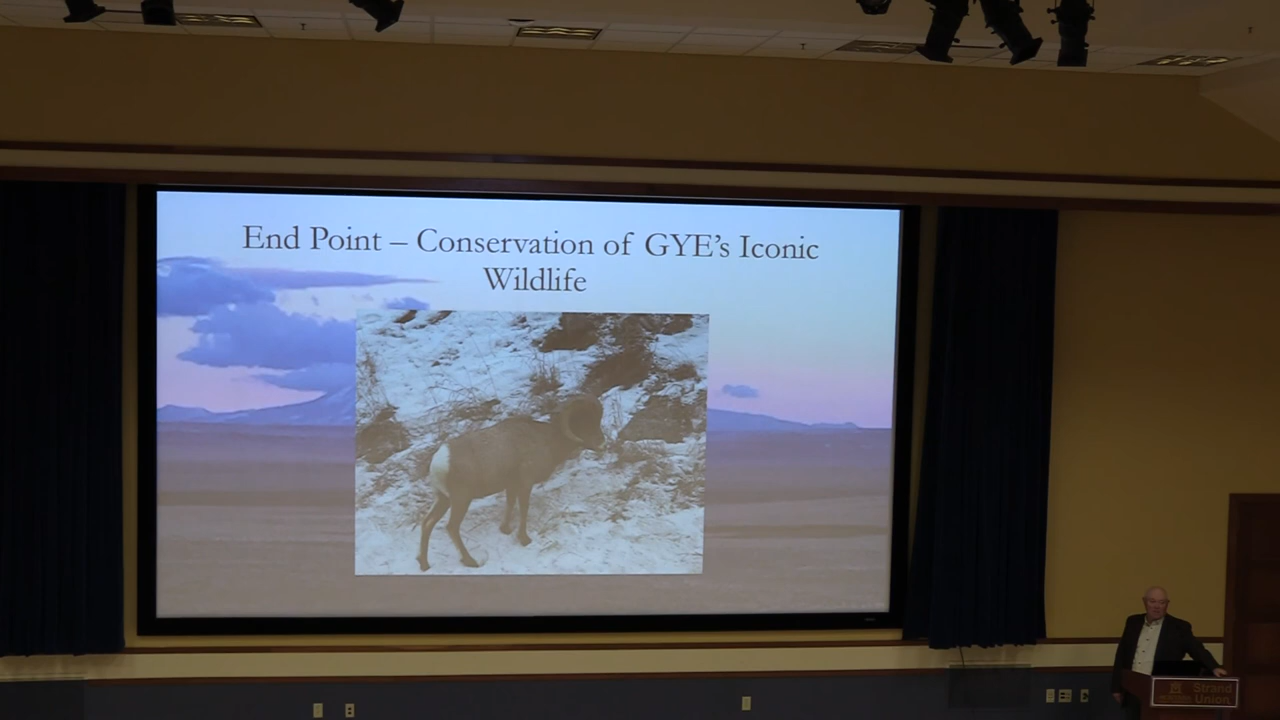 End Point – Conservation of GYE's Iconic
Wildlife
Strand
Union